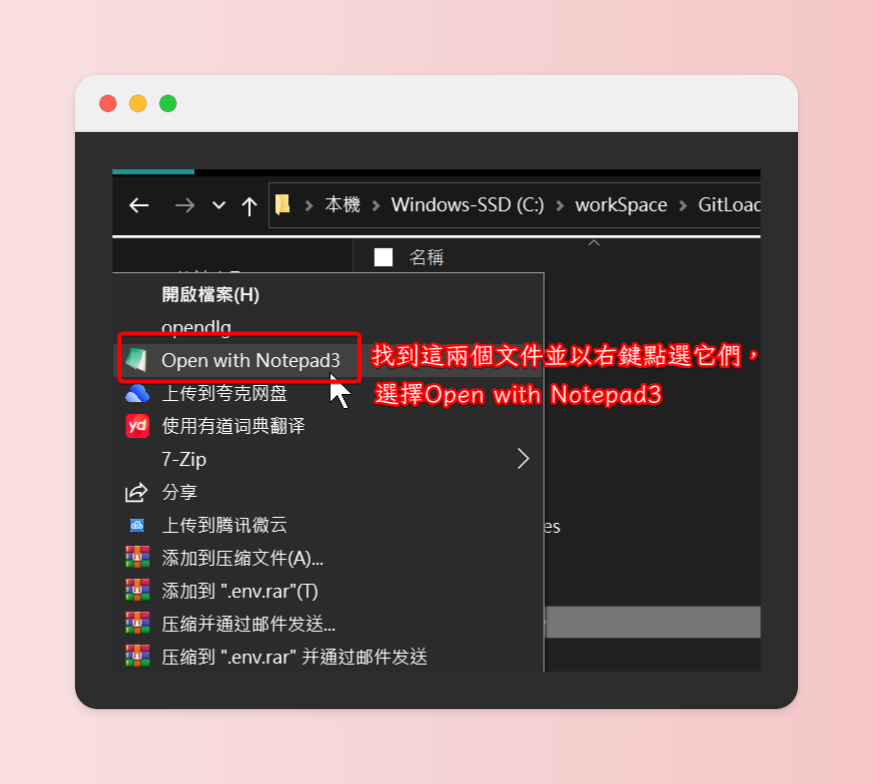 本機 > Windows-SSD (C:) > workSpace > GitLoad
名稱
開啟檔案(H)
opendlg
Open with Notepad3
找到這兩個文件並以右鍵點選它們，
選擇Open with Notepad3
上传到夸克网盘
yd 使用有道词典翻译
7-Zip
分享
上传到腾讯微云
es
添加到压缩文件(A)...
添加到 ".env.rar"(T)
压缩并通过邮件发送...
压缩到 ".env.rar" 并通过邮件发送